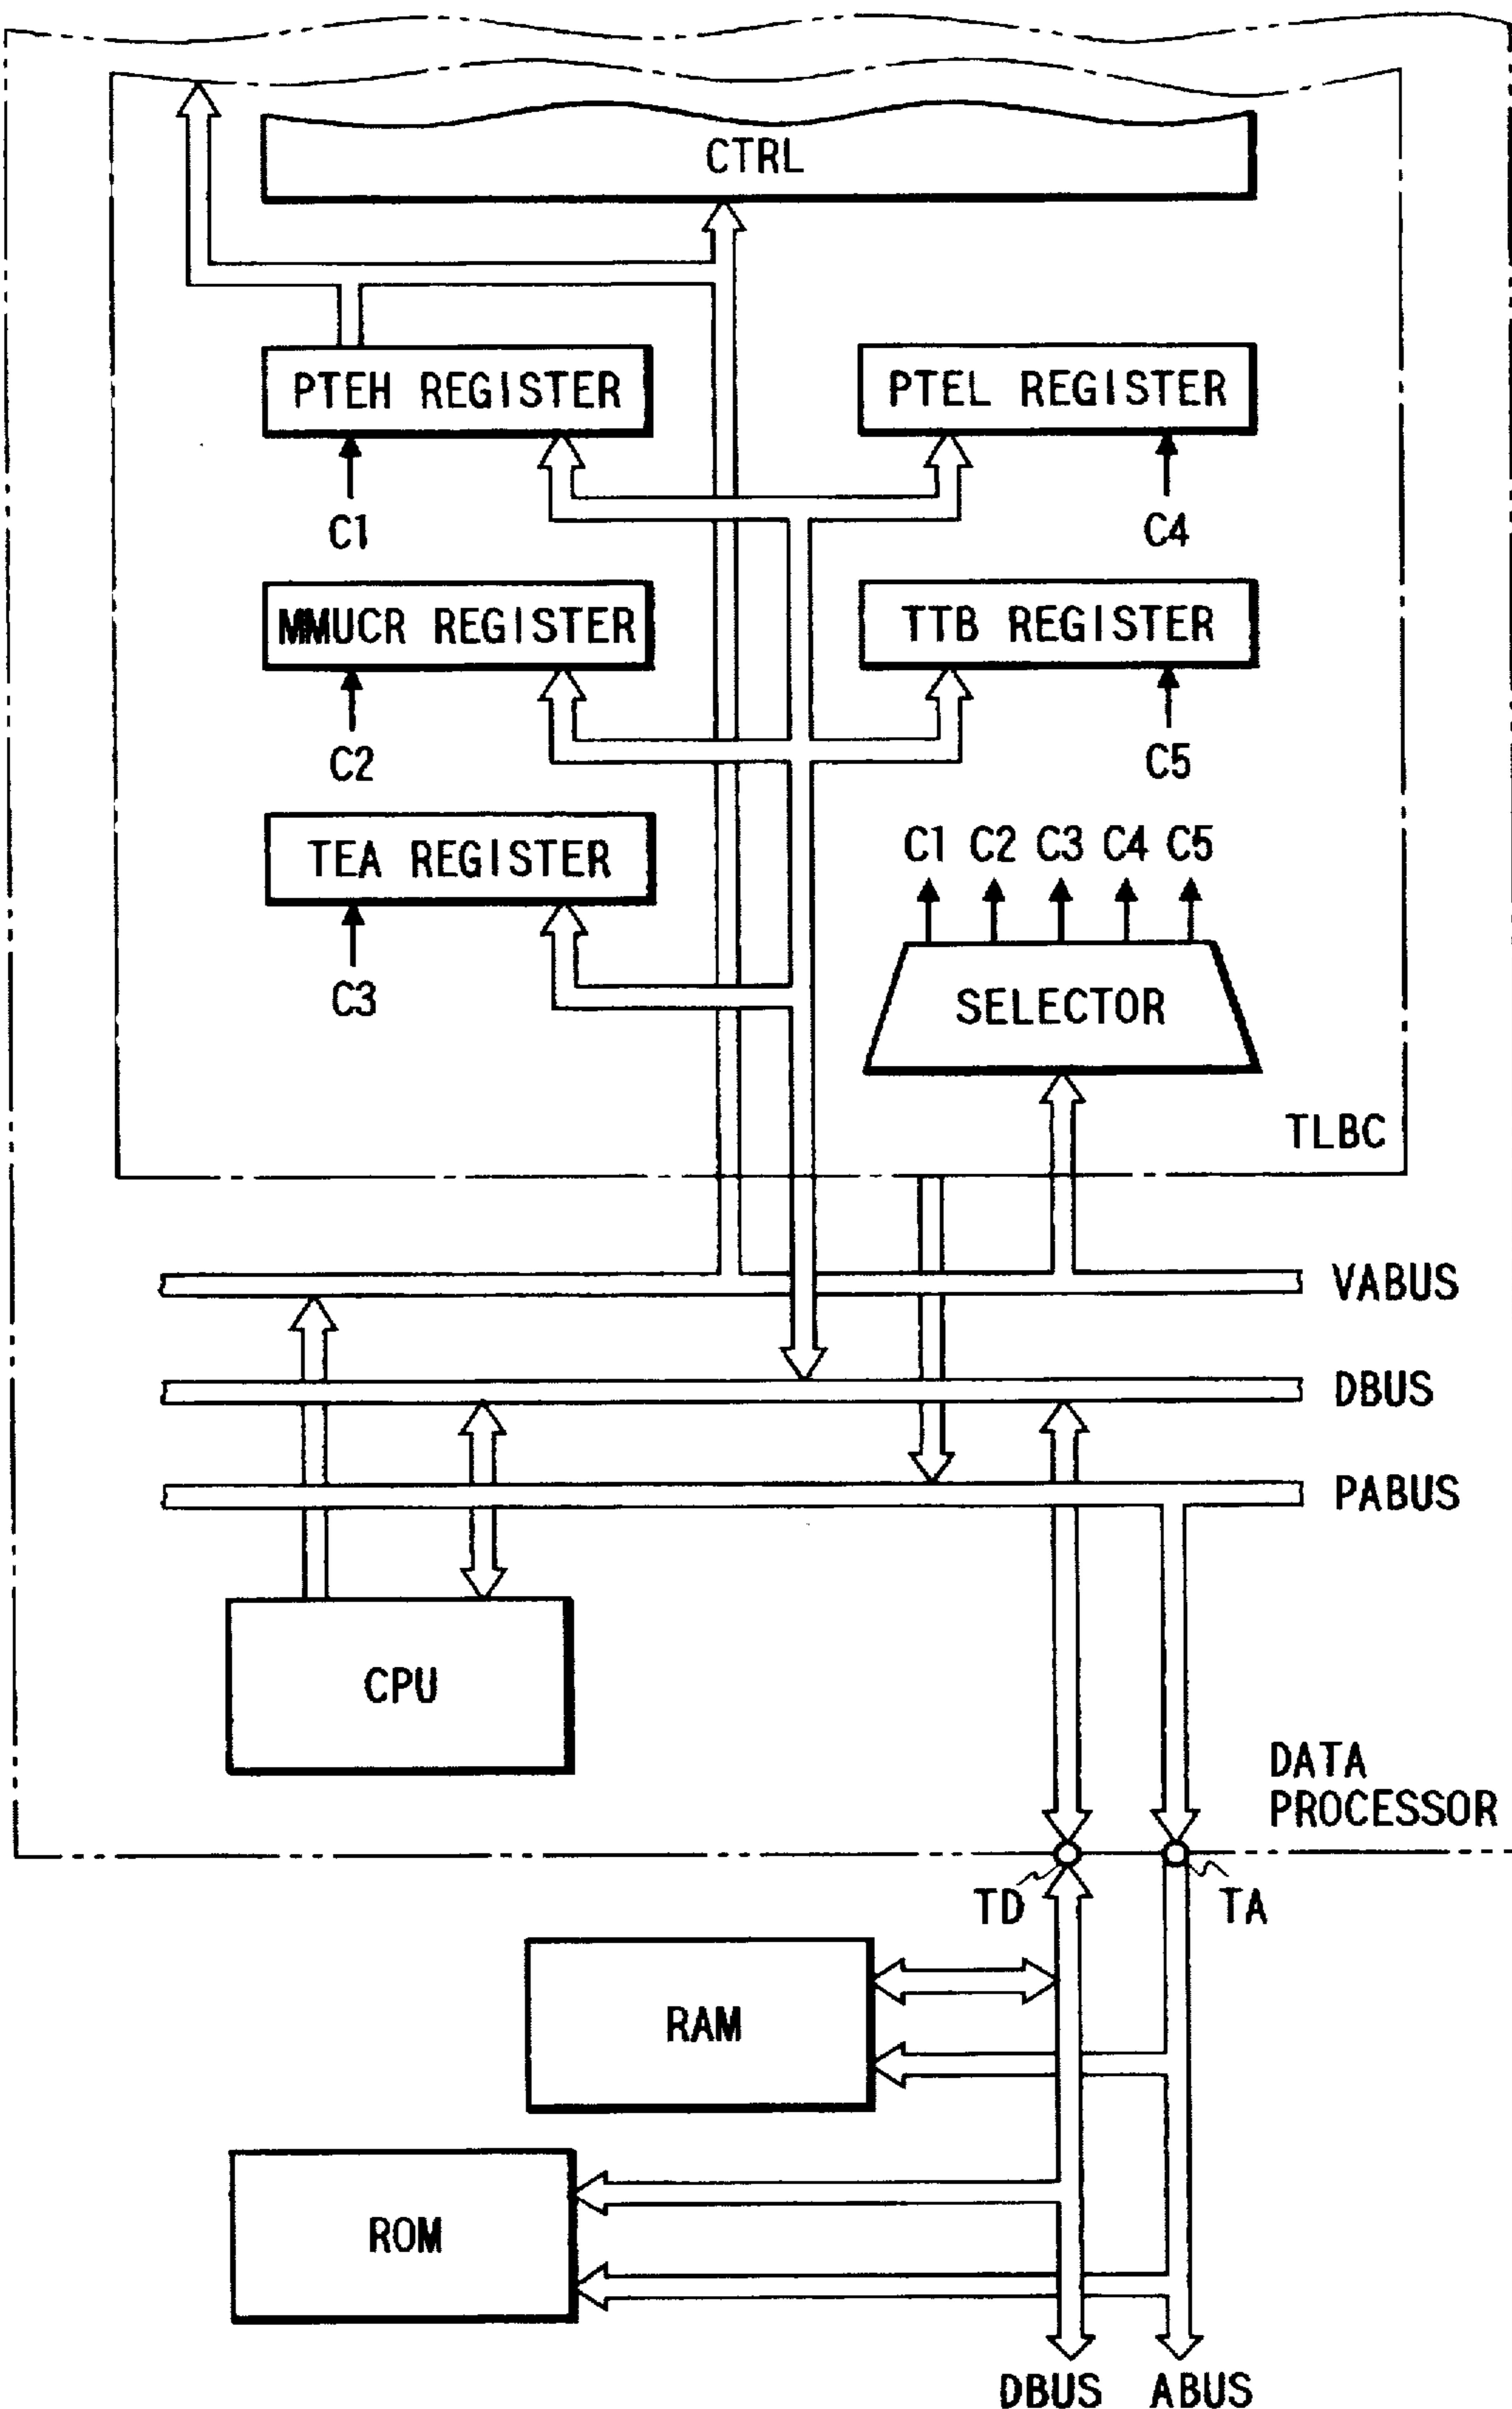 CTRL
PTEH REGISTER
PTEL REGISTER
C1
C4
MMUCR REGISTER
TTB REGISTER
C2
C5
TEA REGISTER
C1 C2 C3 C4 C5
C3
SELECTOR
TLBC
VABUS
DBUS
PABUS
CPU
DATA
PROCESSOR
TD
TA
RAM
ROM
DBUS
ABUS